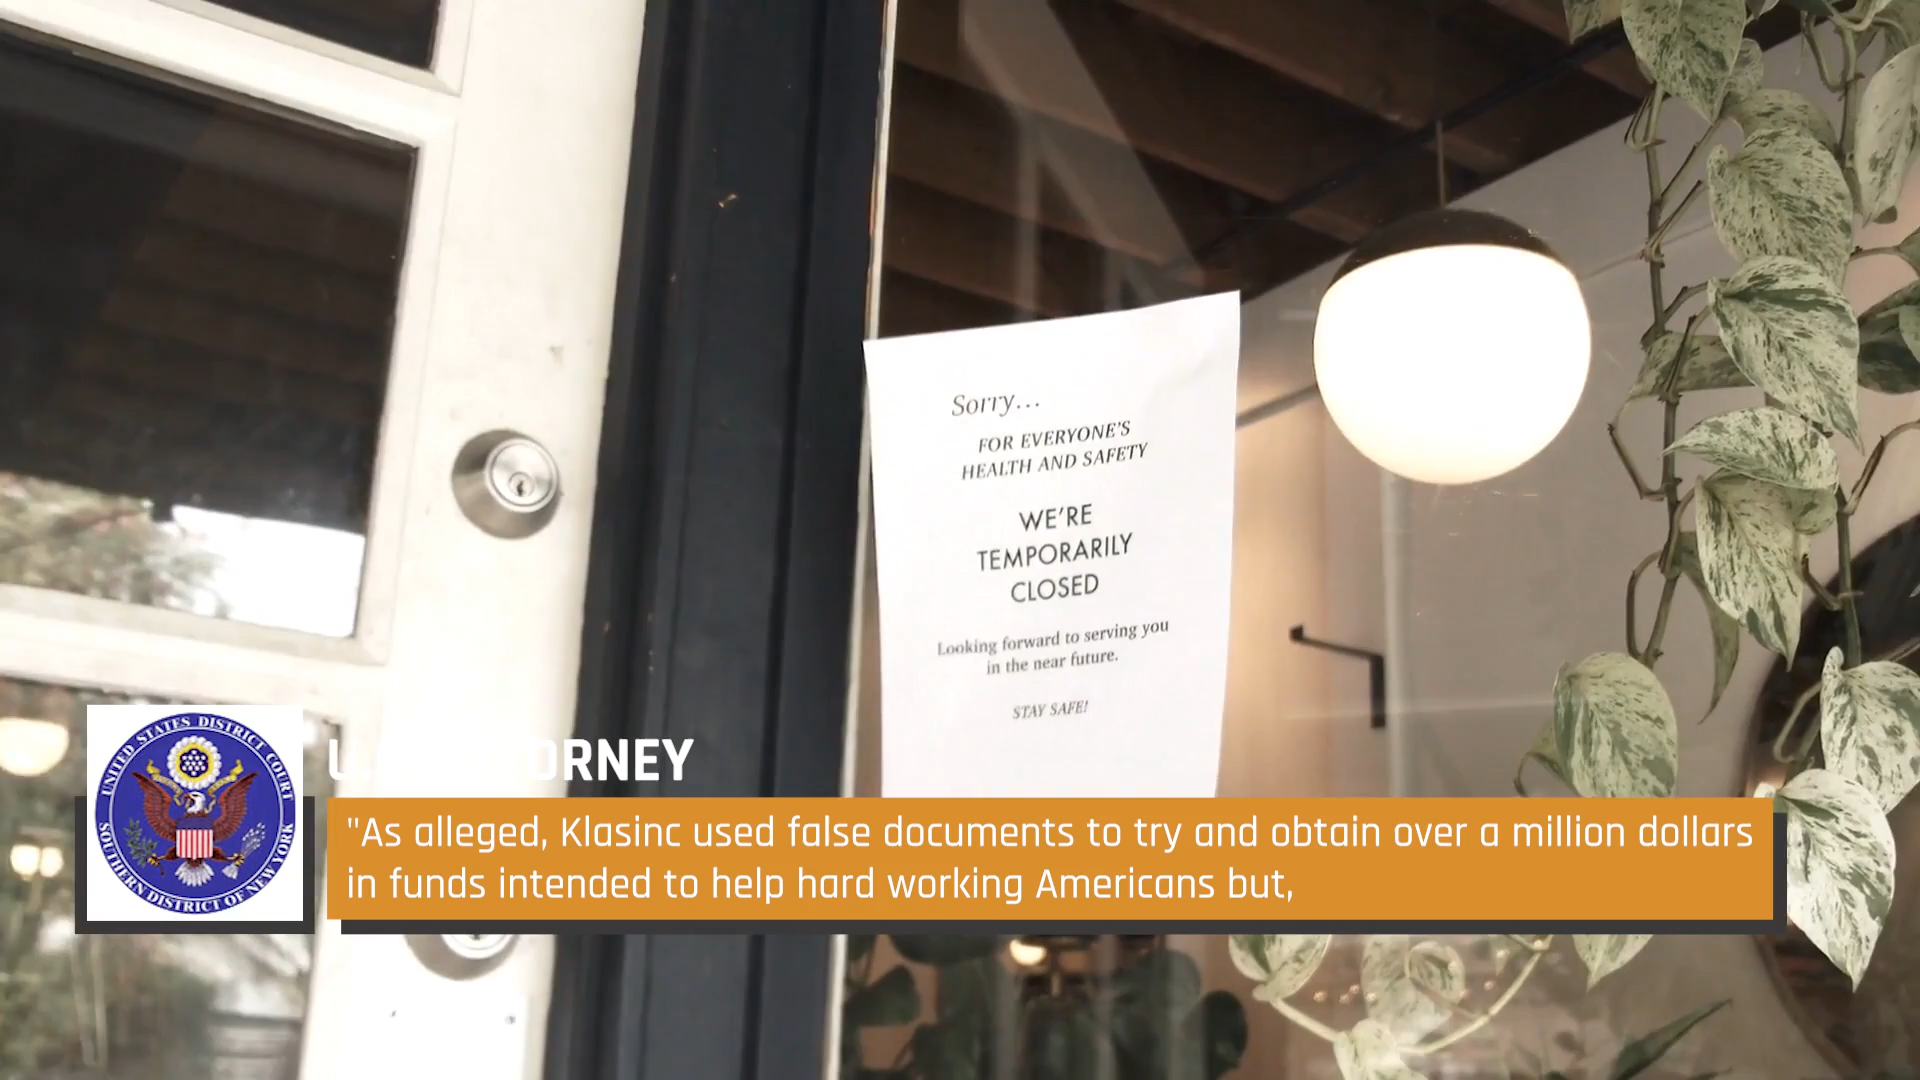 Sorry...
FOR EVERYONE'S
HEALTH AND SAFETY
WE'RE
TEMPORARILY
CLOSED
Looking forward to serving you
in the near future.
STAY SAFE!
UNITED STATES DISTRICT COURT
SOUTHERN DISTRICT OF NEW YORK
"As alleged, Klasinc used false documents to try and obtain over a million dollars
in funds intended to help hard working Americans but,